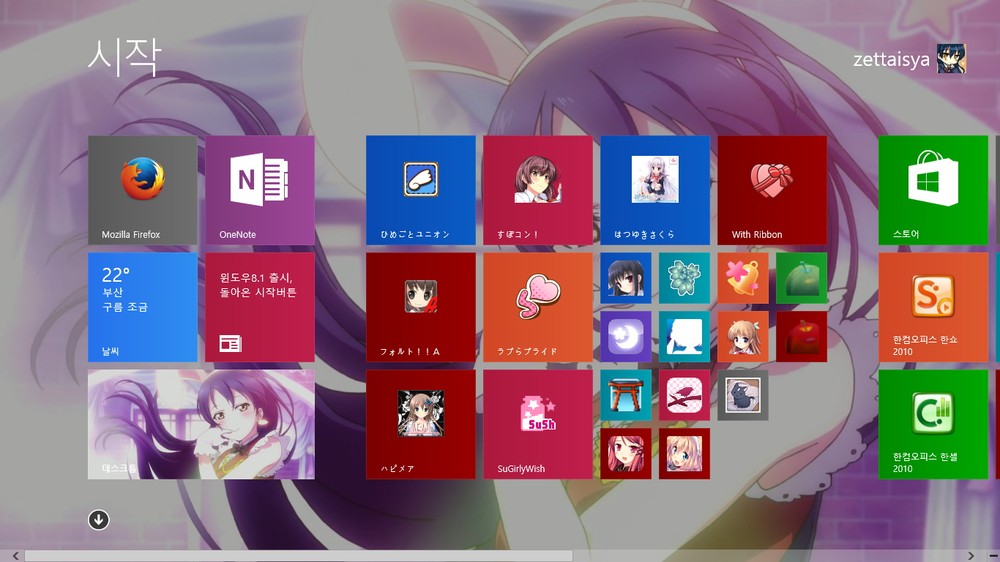 시작
zettaisya
Mozilla Firefox
N
OneNote
ひめごとユニオン
すぽコン!
はつゆきさくら
With Ribbon
스토어
22°
부산
구름 조금
날씨
윈도우8.1 출시,
돌아온 시작버튼
フォルト!!A
ラブらブライド
한컴오피스 한쇼
2010
데스크톱
ハピメア
SuSh
SuGirlyWish
한컴오피스 한셀
2010